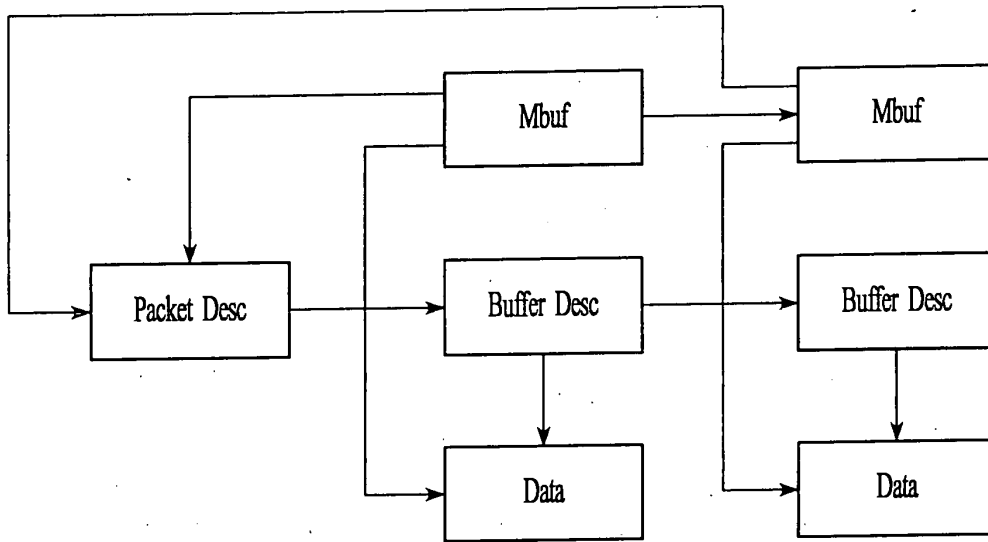 Mbuf
Mbuf
Packet Desc
Buffer Desc
Buffer Desc
Data
Data